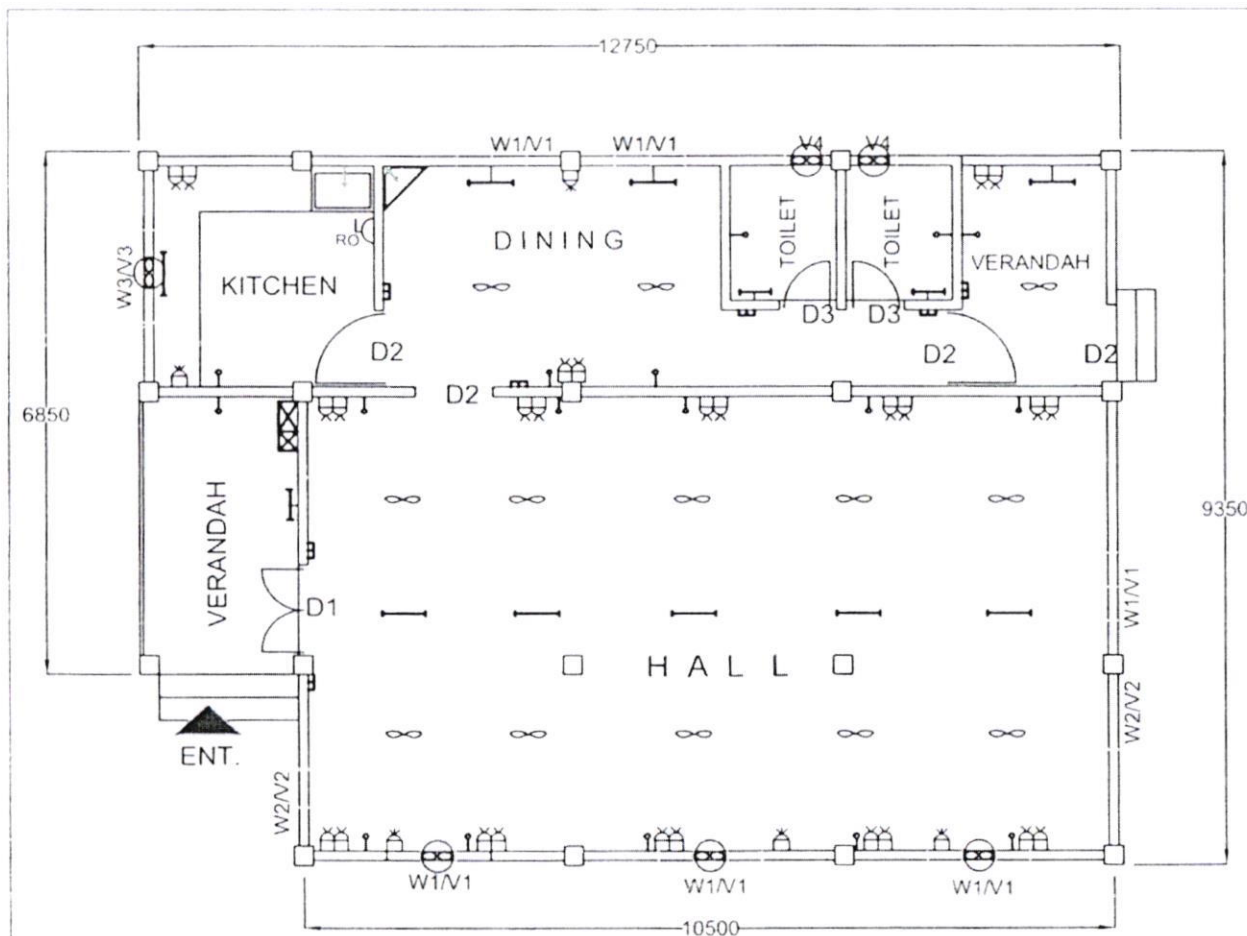 12750
W1/V1 W1/V1 V4 V4
W3/V3
KITCHEN
RO
DINING
TOILET
TOILET
VERANDAH
D2
D3 D3
D2
D2
D2
6850
VERANDAH
D1
HALL
9350
W1/V1
W2/V2
ENT.
W2/V2
W1/V1 W1/V1 W1/V1
10500